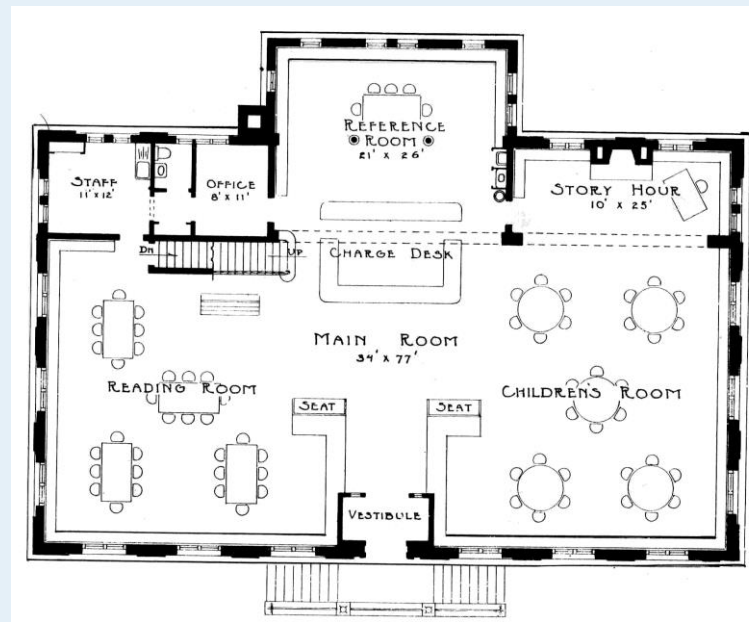 REFERENCE
ROOM
21' X 26'
STAFF
11' X 12'
OFFICE
8' X 11'
STORY HOUR
10' X 25'
DN
UP
CHARGE DESK
MAIN ROOM
34' X 77'
READING ROOM
CHILDREN'S ROOM
SEAT
SEAT
VESTIBULE